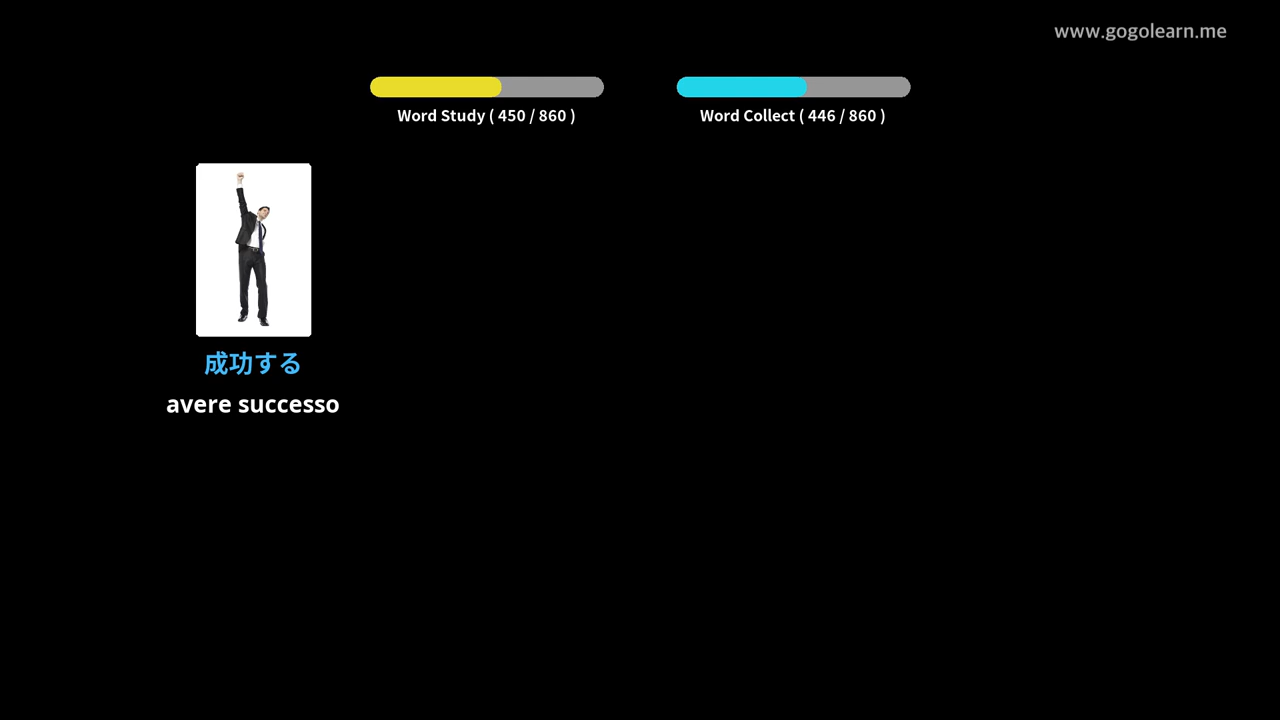 www.gogolearn.me
Word Study ( 450 / 860 )
Word Collect ( 446 / 860 )
成功する
avere successo